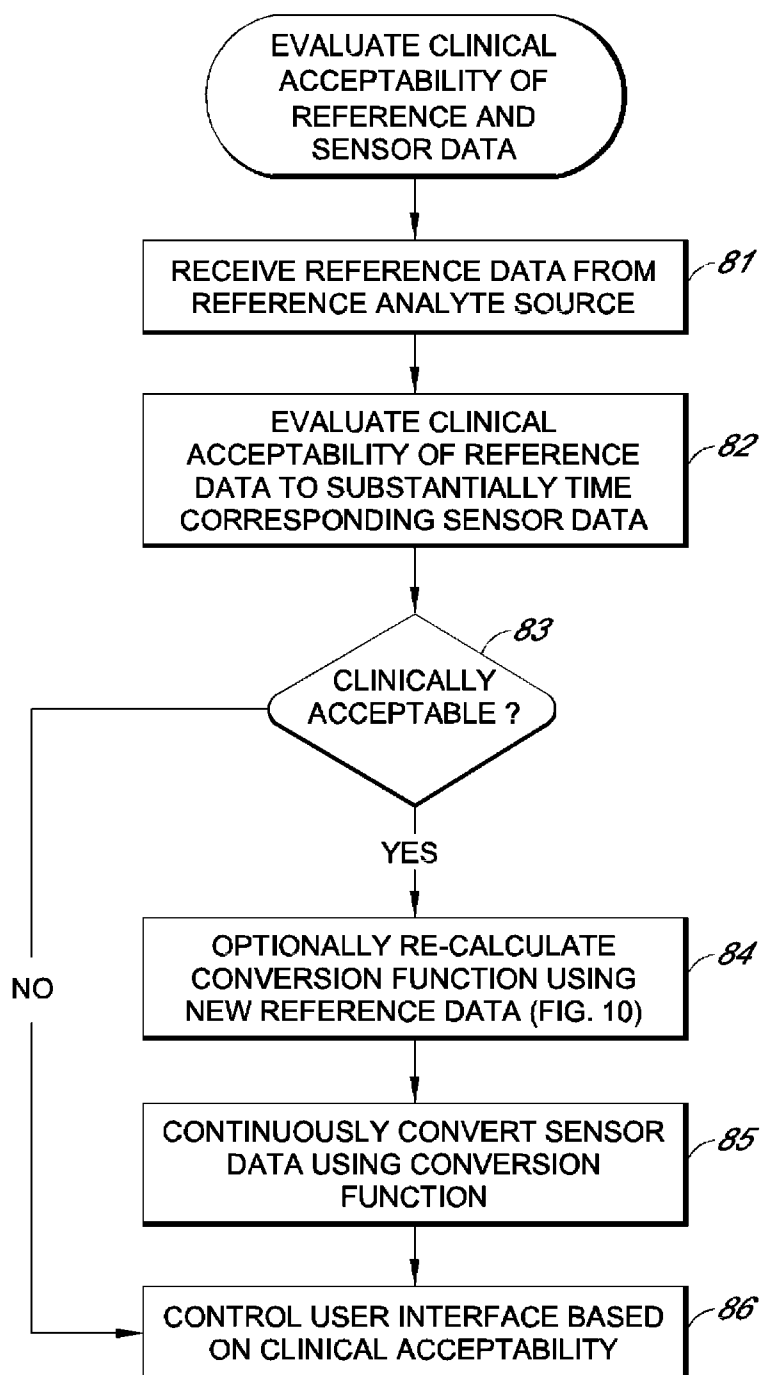 EVALUATE CLINICAL
ACCEPTABILITY OF
REFERENCE AND
SENSOR DATA
RECEIVE REFERENCE DATA FROM
REFERENCE ANALYTE SOURCE
81
EVALUATE CLINICAL
ACCEPTABILITY OF REFERENCE
DATA TO SUBSTANTIALLY TIME
CORRESPONDING SENSOR DATA
82
83
CLINICALLY
ACCEPTABLE ?
YES
NO
OPTIONALLY RE-CALCULATE
CONVERSION FUNCTION USING
NEW REFERENCE DATA (FIG. 10)
84
CONTINUOUSLY CONVERT SENSOR
DATA USING CONVERSION
FUNCTION
85
CONTROL USER INTERFACE BASED
ON CLINICAL ACCEPTABILITY
86